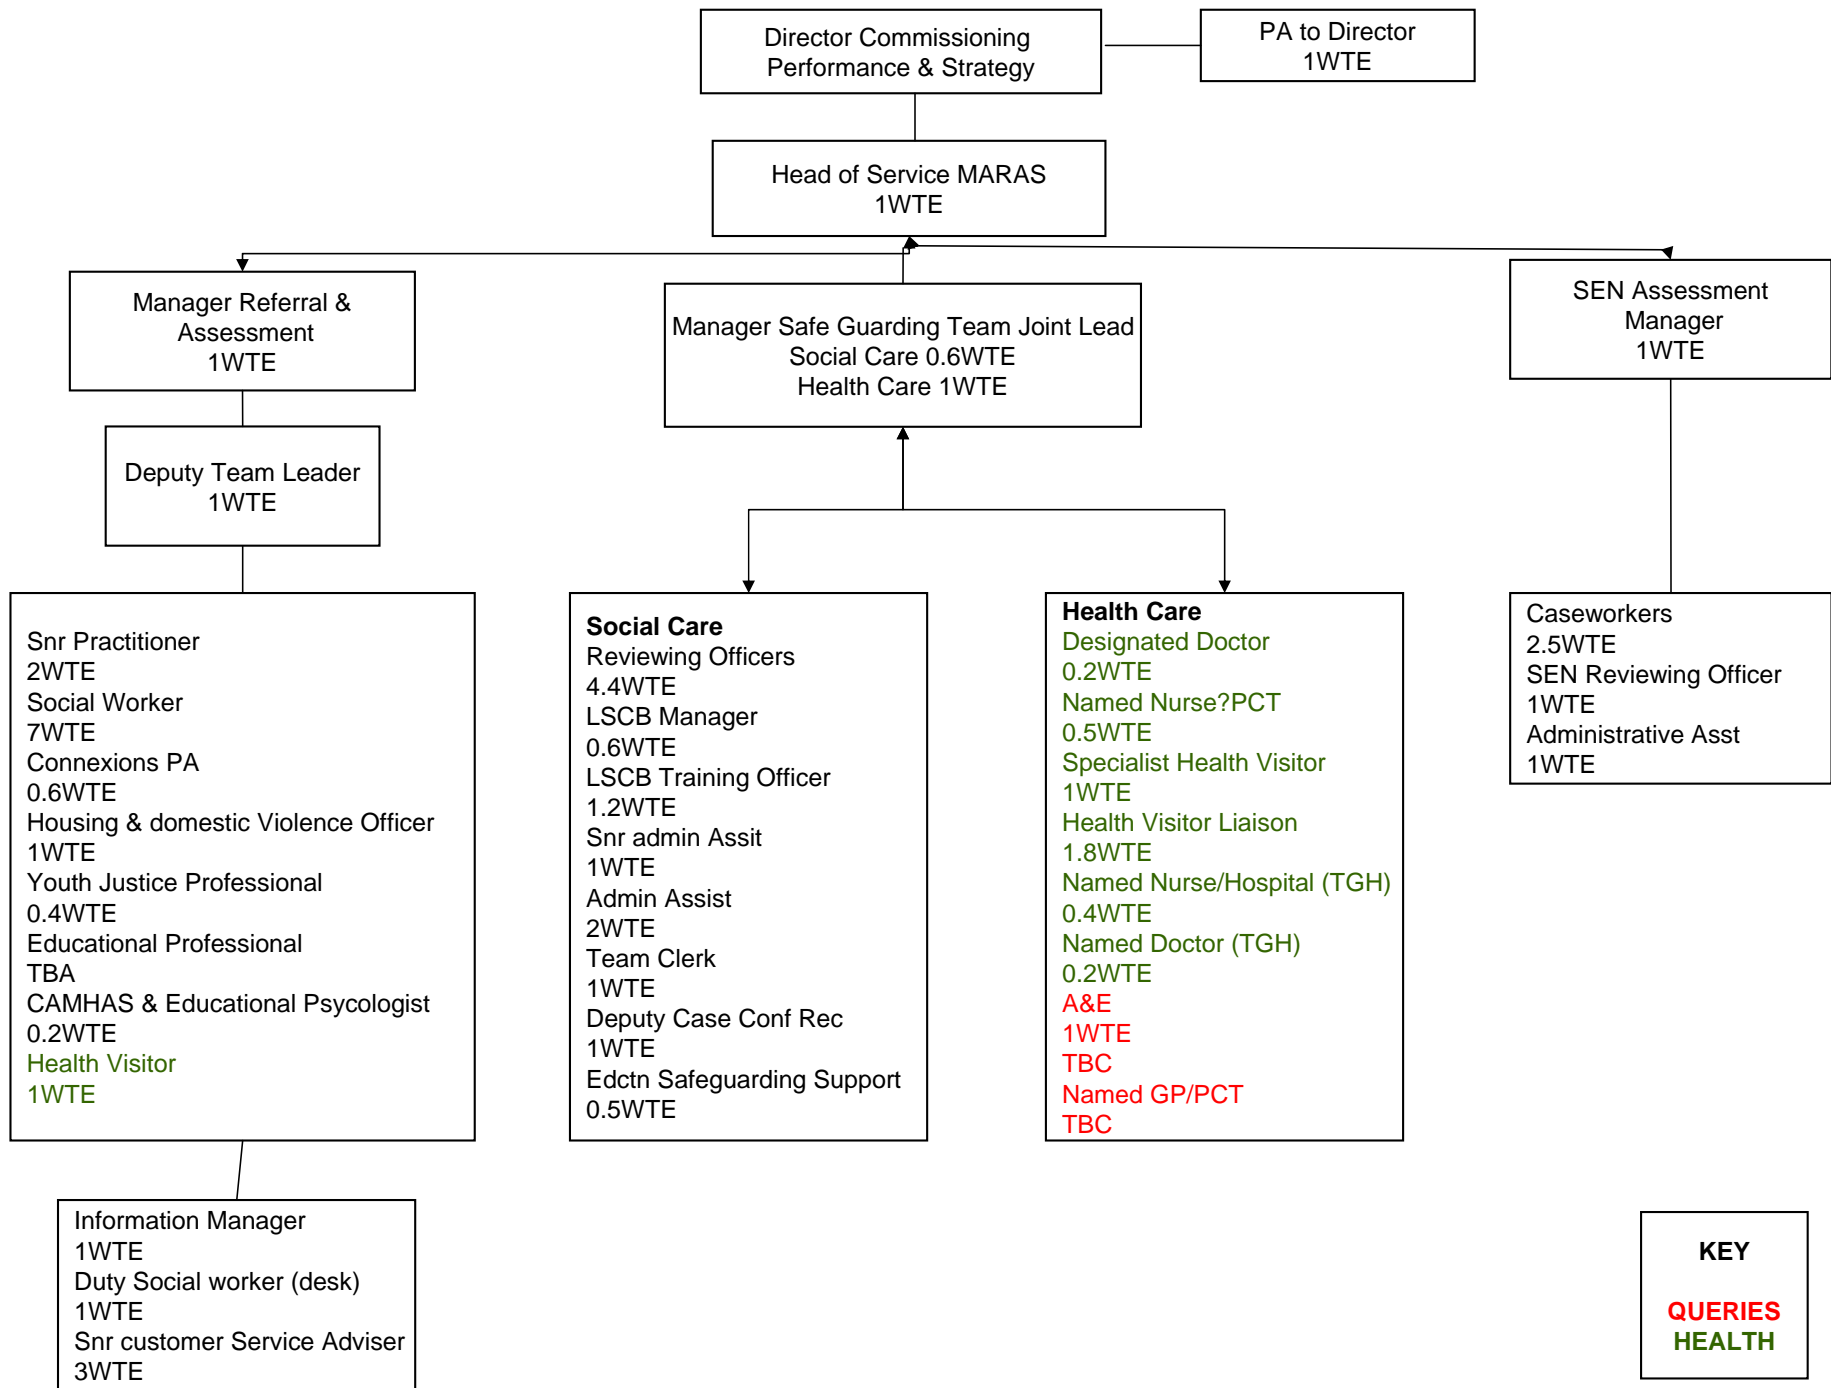 Director Commissioning
Performance & Strategy
PA to Director
1WTE
Head of Service MARAS
1WTE
Manager Referral &
Assessment
1WTE
Manager Safe Guarding Team Joint Lead
Social Care 0.6WTE
Health Care 1WTE
SEN Assessment
Manager
1WTE
Deputy Team Leader
1WTE
Snr Practitioner
2WTE
Social Worker
7WTE
Connexions PA
0.6WTE
Housing & domestic Violence Officer
1WTE
Youth Justice Professional
0.4WTE
Educational Professional
TBA
CAMHAS & Educational Psycologist
0.2WTE
Health Visitor
1WTE
Social Care
Reviewing Officers
4.4WTE
LSCB Manager
0.6WTE
LSCB Training Officer
1.2WTE
Snr admin Assit
1WTE
Admin Assist
2WTE
Team Clerk
1WTE
Deputy Case Conf Rec
1WTE
Edctn Safeguarding Support
0.5WTE
Health Care
Designated Doctor
0.2WTE
Named Nurse?PCT
0.5WTE
Specialist Health Visitor
1WTE
Health Visitor Liaison
1.8WTE
Named Nurse/Hospital (TGH)
0.4WTE
Named Doctor (TGH)
0.2WTE
A&E
1WTE
TBC
Named GP/PCT
TBC
Caseworkers
2.5WTE
SEN Reviewing Officer
1WTE
Administrative Asst
1WTE
Information Manager
1WTE
Duty Social worker (desk)
1WTE
Snr customer Service Adviser
3WTE
KEY
QUERIES
HEALTH